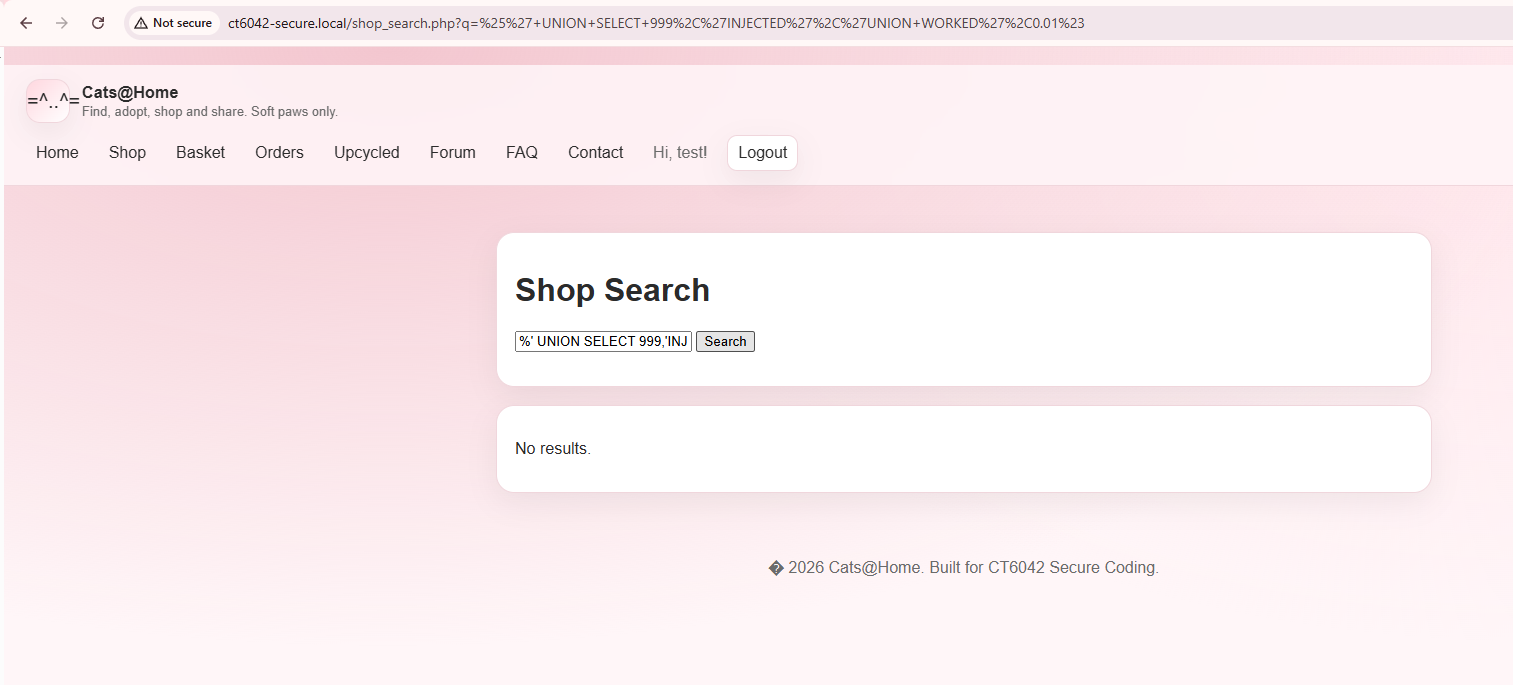 Not secure ct6042-secure.local/shop_search.php?q=%25%27+UNION+SELECT+999%2C%27INJECTED%27%2C%27UNION+WORKED%27%2C0.01%23
=^..^= Cats@Home
Find, adopt, shop and share. Soft paws only.
Home Shop Basket Orders Upcycled Forum FAQ Contact Hi, test! Logout
Shop Search
%' UNION SELECT 999,'INJ Search
No results.
� 2026 Cats@Home. Built for CT6042 Secure Coding.